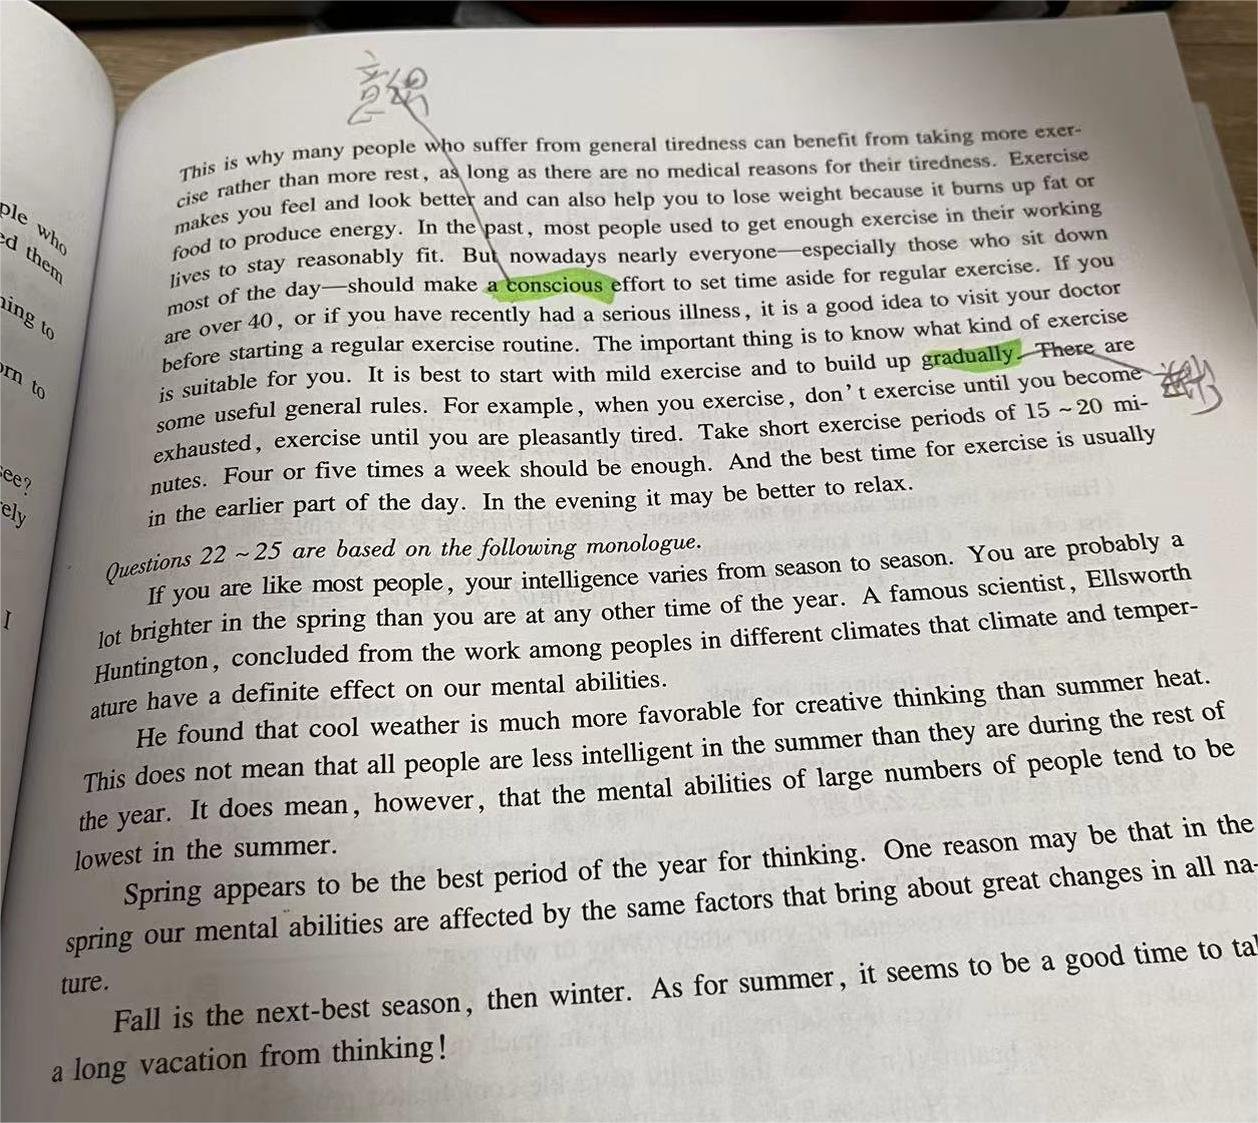 This is why many people who suffer from general tiredness can benefit from taking more exer-
cise rather than more rest, as long as there are no medical reasons for their tiredness. Exercise
makes you feel and look better and can also help you to lose weight because it burns up fat or
food to produce energy. In the past, most people used to get enough exercise in their working
lives to stay reasonably fit. But nowadays nearly everyone—especially those who sit down
most of the day—should make a conscious effort to set time aside for regular exercise. If you
are over 40, or if you have recently had a serious illness, it is a good idea to visit your doctor
before starting a regular exercise routine. The important thing is to know what kind of exercise
is suitable for you. It is best to start with mild exercise and to build up gradually. There are
some useful general rules. For example, when you exercise, don't exercise until you become
exhausted, exercise until you are pleasantly tired. Take short exercise periods of 15 ~ 20 mi-
nutes. Four or five times a week should be enough. And the best time for exercise is usually
in the earlier part of the day. In the evening it may be better to relax.
Questions 22 ~ 25 are based on the following monologue.
If you are like most people, your intelligence varies from season to season. You are probably a
lot brighter in the spring than you are at any other time of the year. A famous scientist, Ellsworth
Huntington, concluded from the work among peoples in different climates that climate and temper-
ature have a definite effect on our mental abilities.
He found that cool weather is much more favorable for creative thinking than summer heat.
This does not mean that all people are less intelligent in the summer than they are during the rest of
the year. It does mean, however, that the mental abilities of large numbers of people tend to be
lowest in the summer.
Spring appears to be the best period of the year for thinking. One reason may be that in the
spring our mental abilities are affected by the same factors that bring about great changes in all na-
ture.
Fall is the next-best season, then winter. As for summer, it seems to be a good time to
a long vacation from thinking!
ple who
ed them
ning to
orn to
see?
ely
I